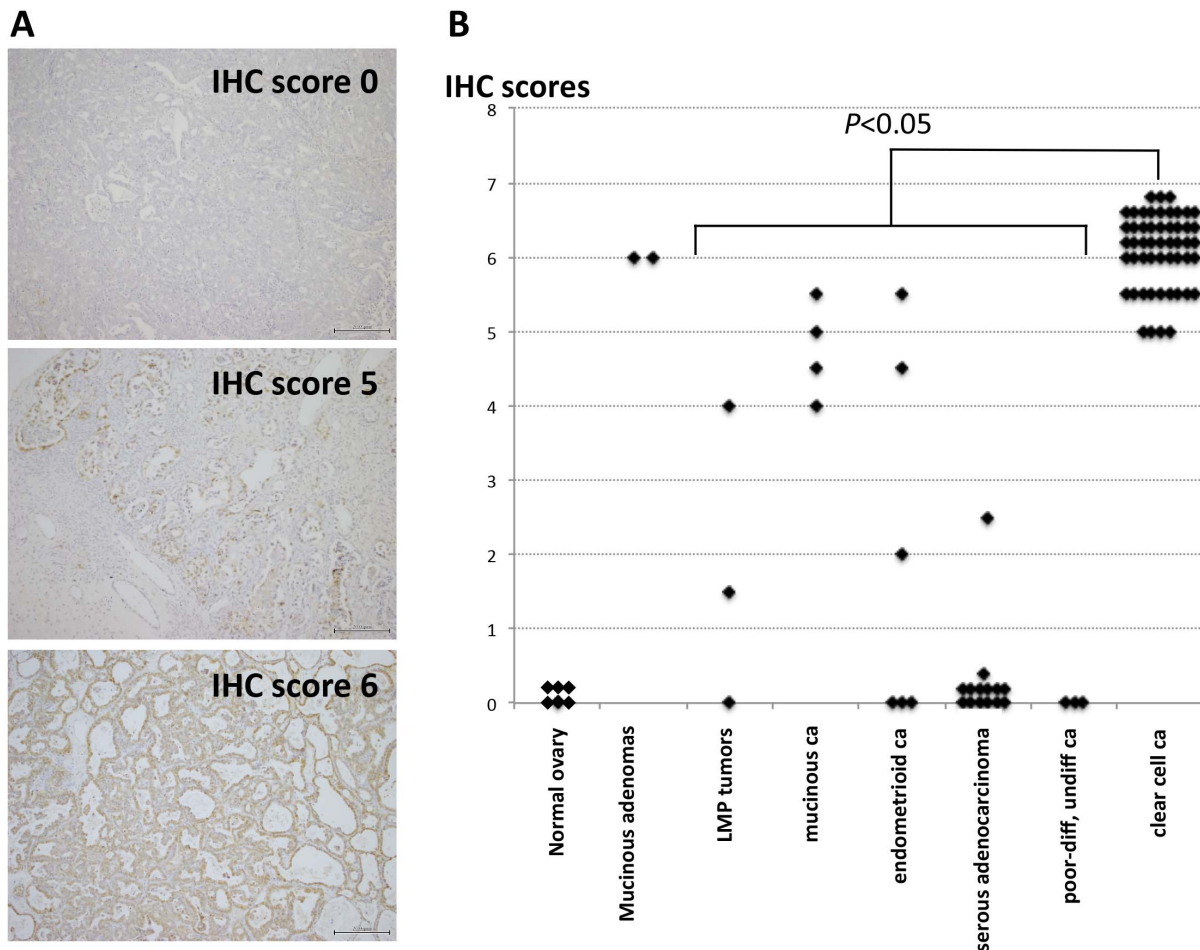 A
IHC score 0
IHC score 5
IHC score 6
B
IHC scores
P<0.05
8
7
6
5
4
3
2
1
0
Normal ovary
Mucinous adenomas
LMP tumors
mucinous ca
endometrioid ca
serous adenocarcinoma
poor-diff, undiff ca
clear cell ca